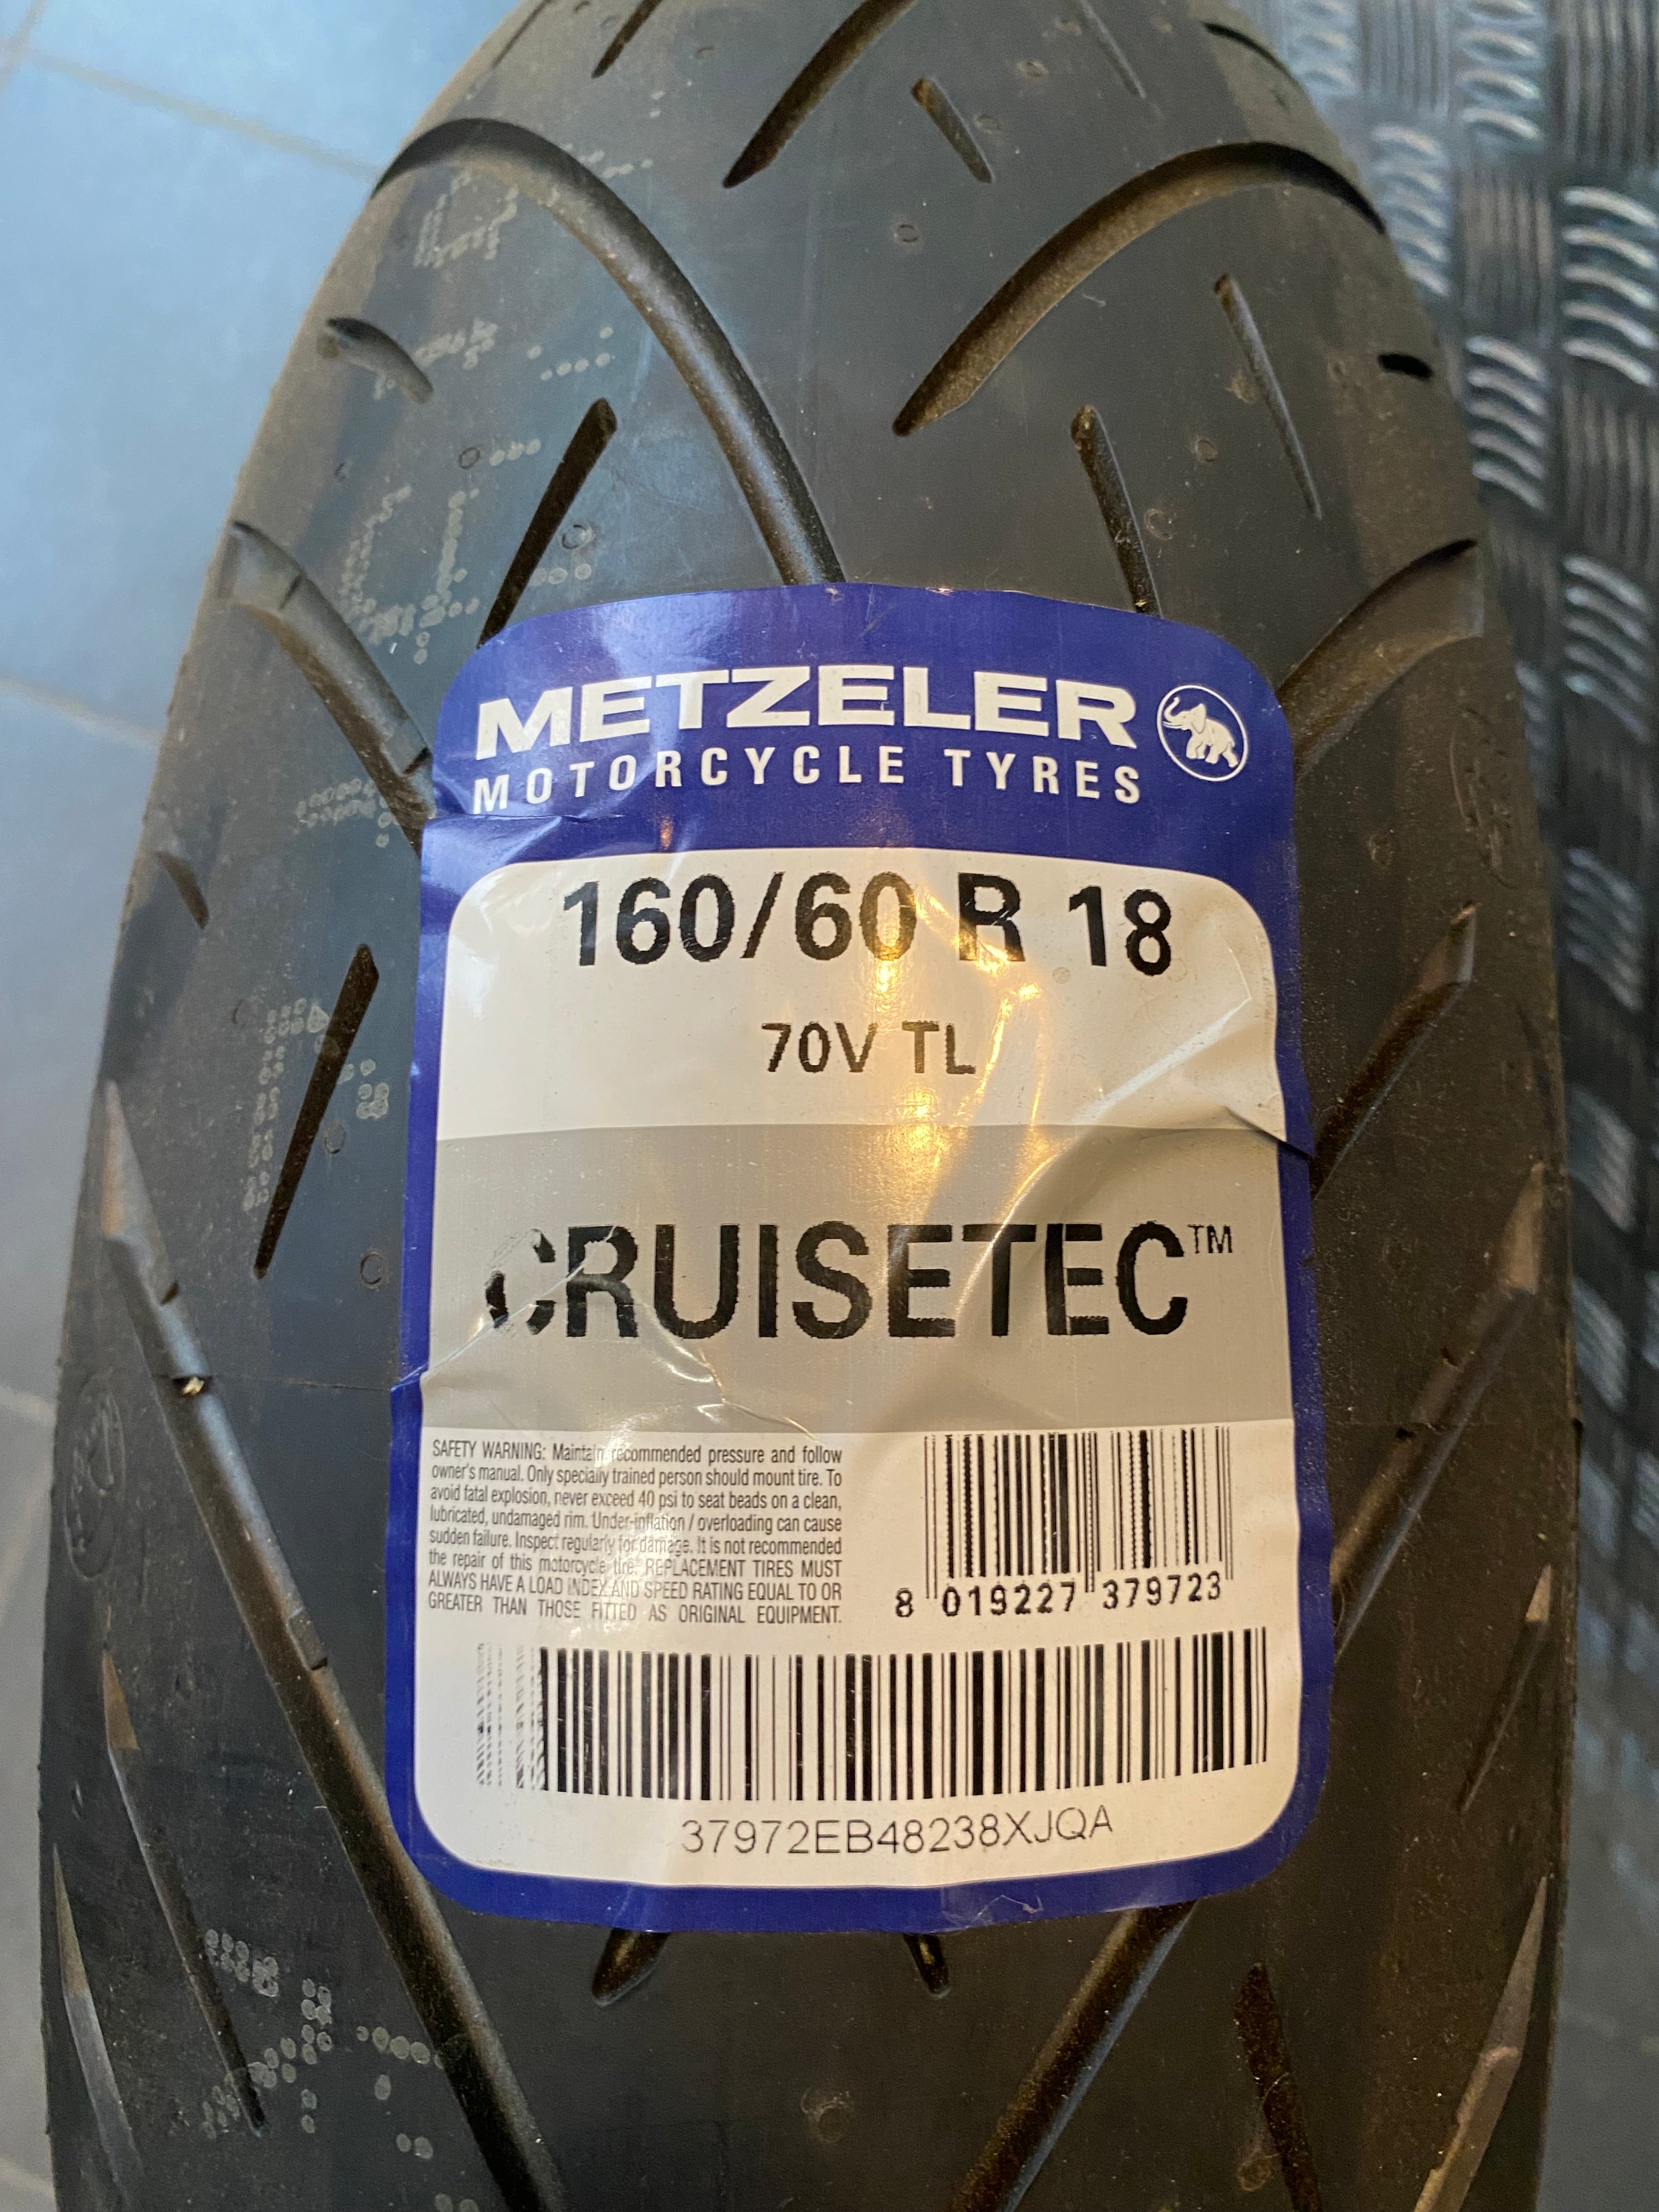 METZELER
MOTORCYCLE TYRES
160/60 R 18
70V TL
CRUISETEC™
SAFETY WARNING: Maintain recommended pressure and follow
owner's manual. Only specially trained person should mount tire. To
avoid fatal explosion, never exceed 40 psi to seat beads on a clean,
lubricated, undamaged rim. Under-inflation / overloading can cause
sudden failure. Inspect regularly for damage. It is not recommended
the repair of this motorcycle tire. REPLACEMENT TIRES MUST
ALWAYS HAVE A LOAD INDEX AND SPEED RATING EQUAL TO OR
GREATER THAN THOSE FITTED AS ORIGINAL EQUIPMENT.
8 019227 379723
37972EB48238XJQA